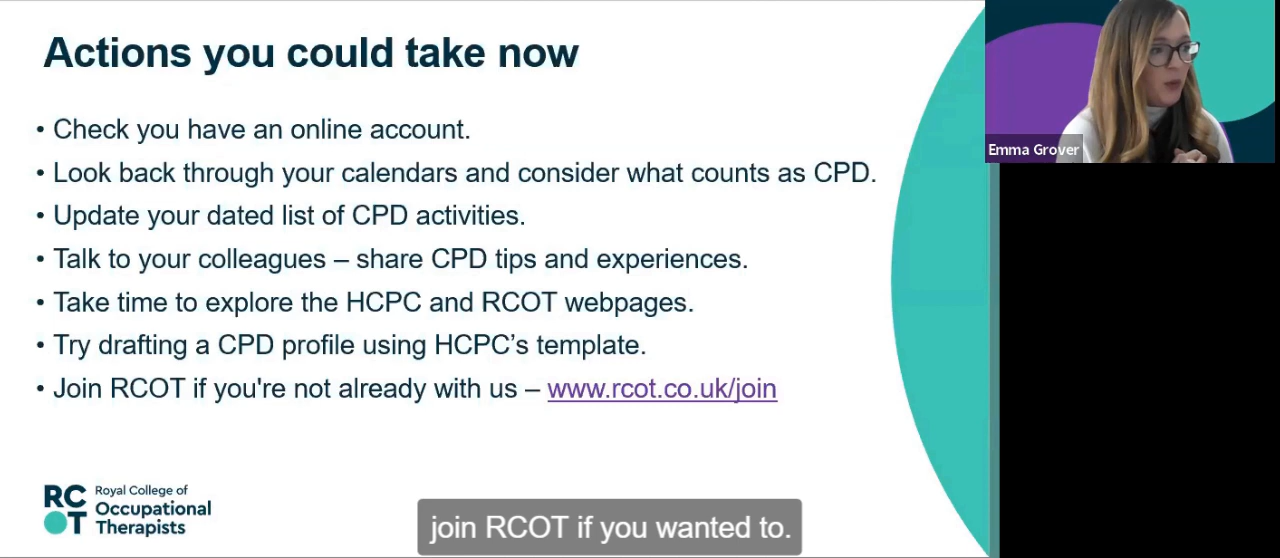 Actions you could take now
• Check you have an online account.
• Look back through your calendars and consider what counts as CPD.
• Update your dated list of CPD activities.
• Talk to your colleagues – share CPD tips and experiences.
• Take time to explore the HCPC and RCOT webpages.
• Try drafting a CPD profile using HCPC’s template.
• Join RCOT if you're not already with us – www.rcot.co.uk/join
Emma Grover
RC
OT
Royal College of
Occupational
Therapists
join RCOT if you wanted to.